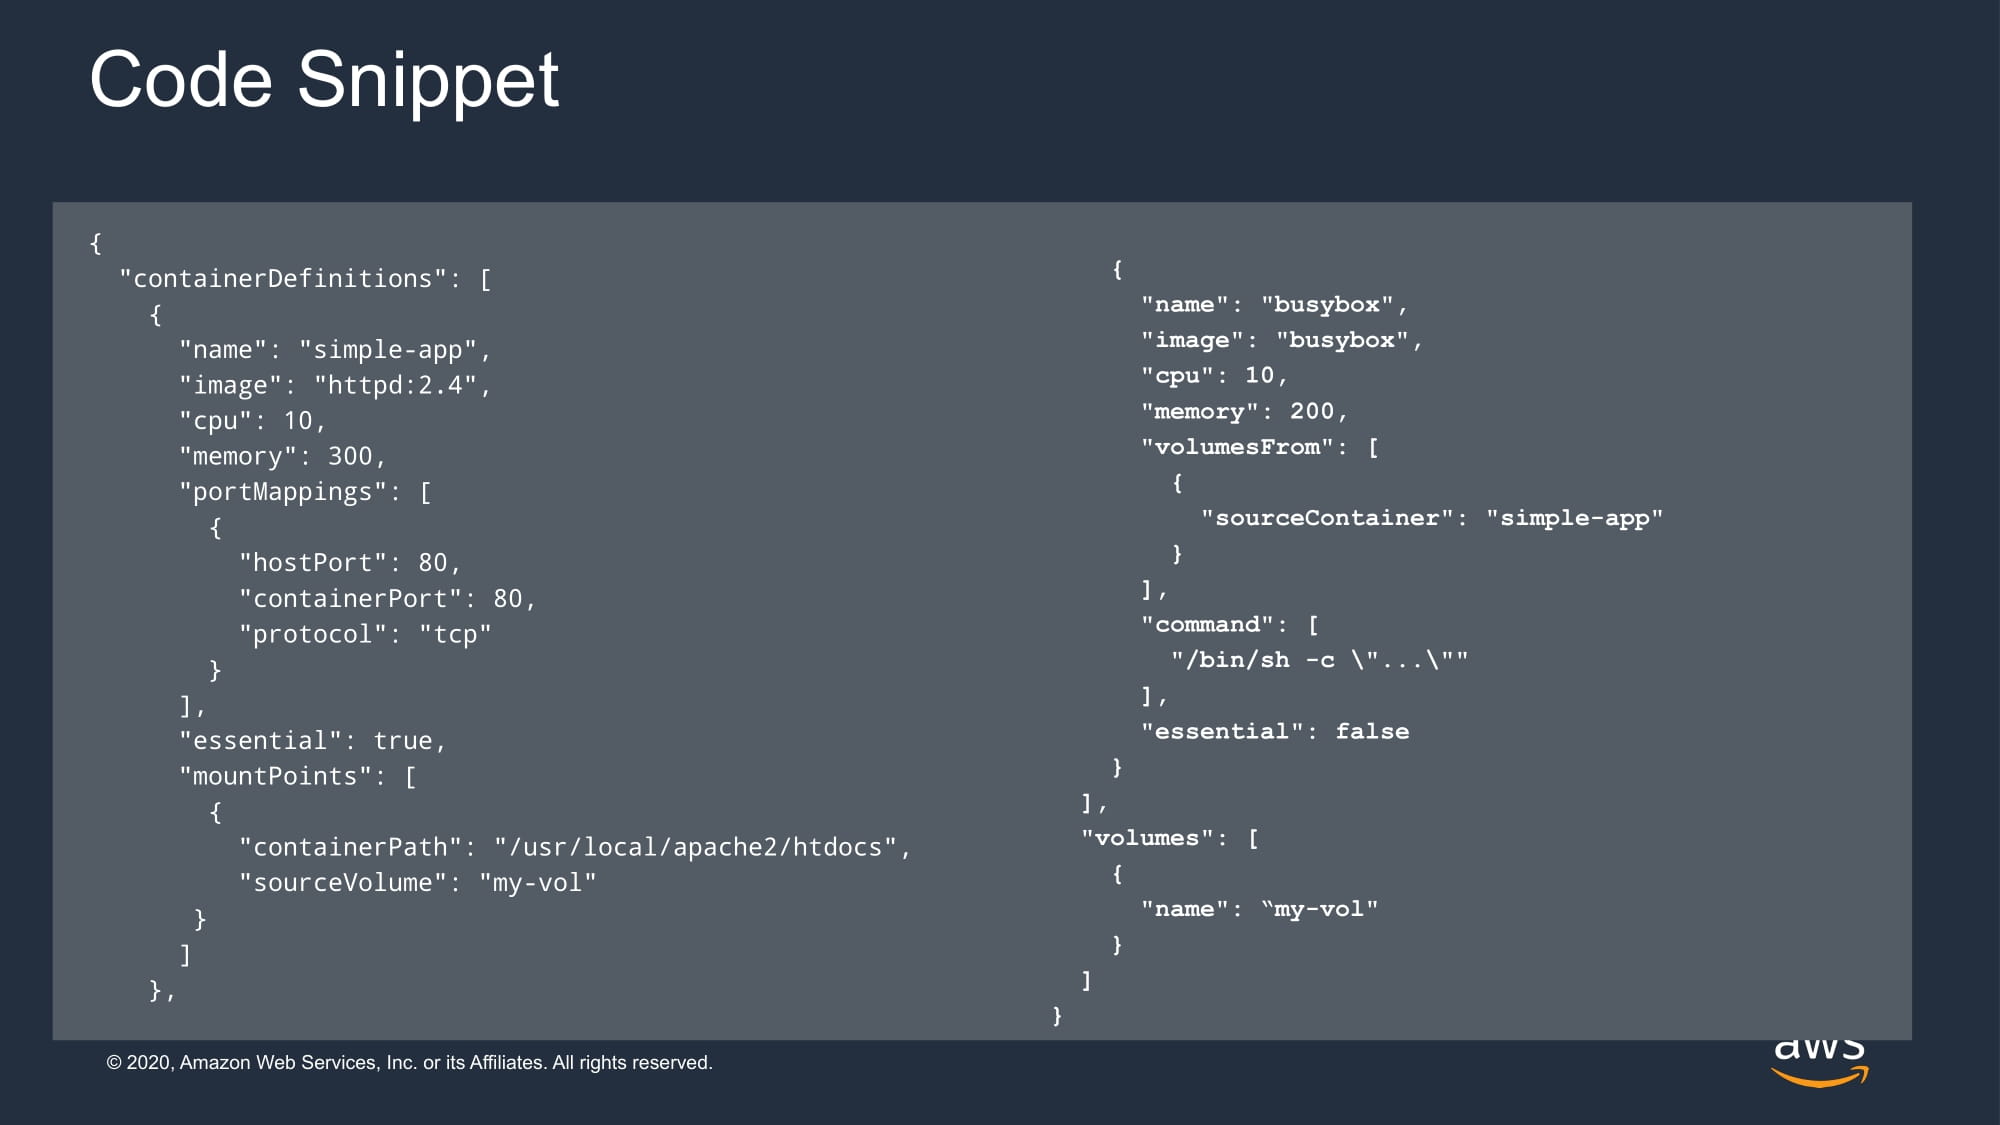 Code Snippet
{
  "containerDefinitions": [
    {
      "name": "simple-app",
      "image": "httpd:2.4",
      "cpu": 10,
      "memory": 300,
      "portMappings": [
        {
          "hostPort": 80,
          "containerPort": 80,
          "protocol": "tcp"
        }
      ],
      "essential": true,
      "mountPoints": [
        {
          "containerPath": "/usr/local/apache2/htdocs",
          "sourceVolume": "my-vol"
       }
      ]
    },
    {
      "name": "busybox",
      "image": "busybox",
      "cpu": 10,
      "memory": 200,
      "volumesFrom": [
        {
          "sourceContainer": "simple-app"
        }
      ],
      "command": [
        "/bin/sh -c \"...\""
      ],
      "essential": false
    }
  ],
  "volumes": [
    {
      "name": “my-vol"
    }
  ]
}
© 2020, Amazon Web Services, Inc. or its Affiliates. All rights reserved.
aws